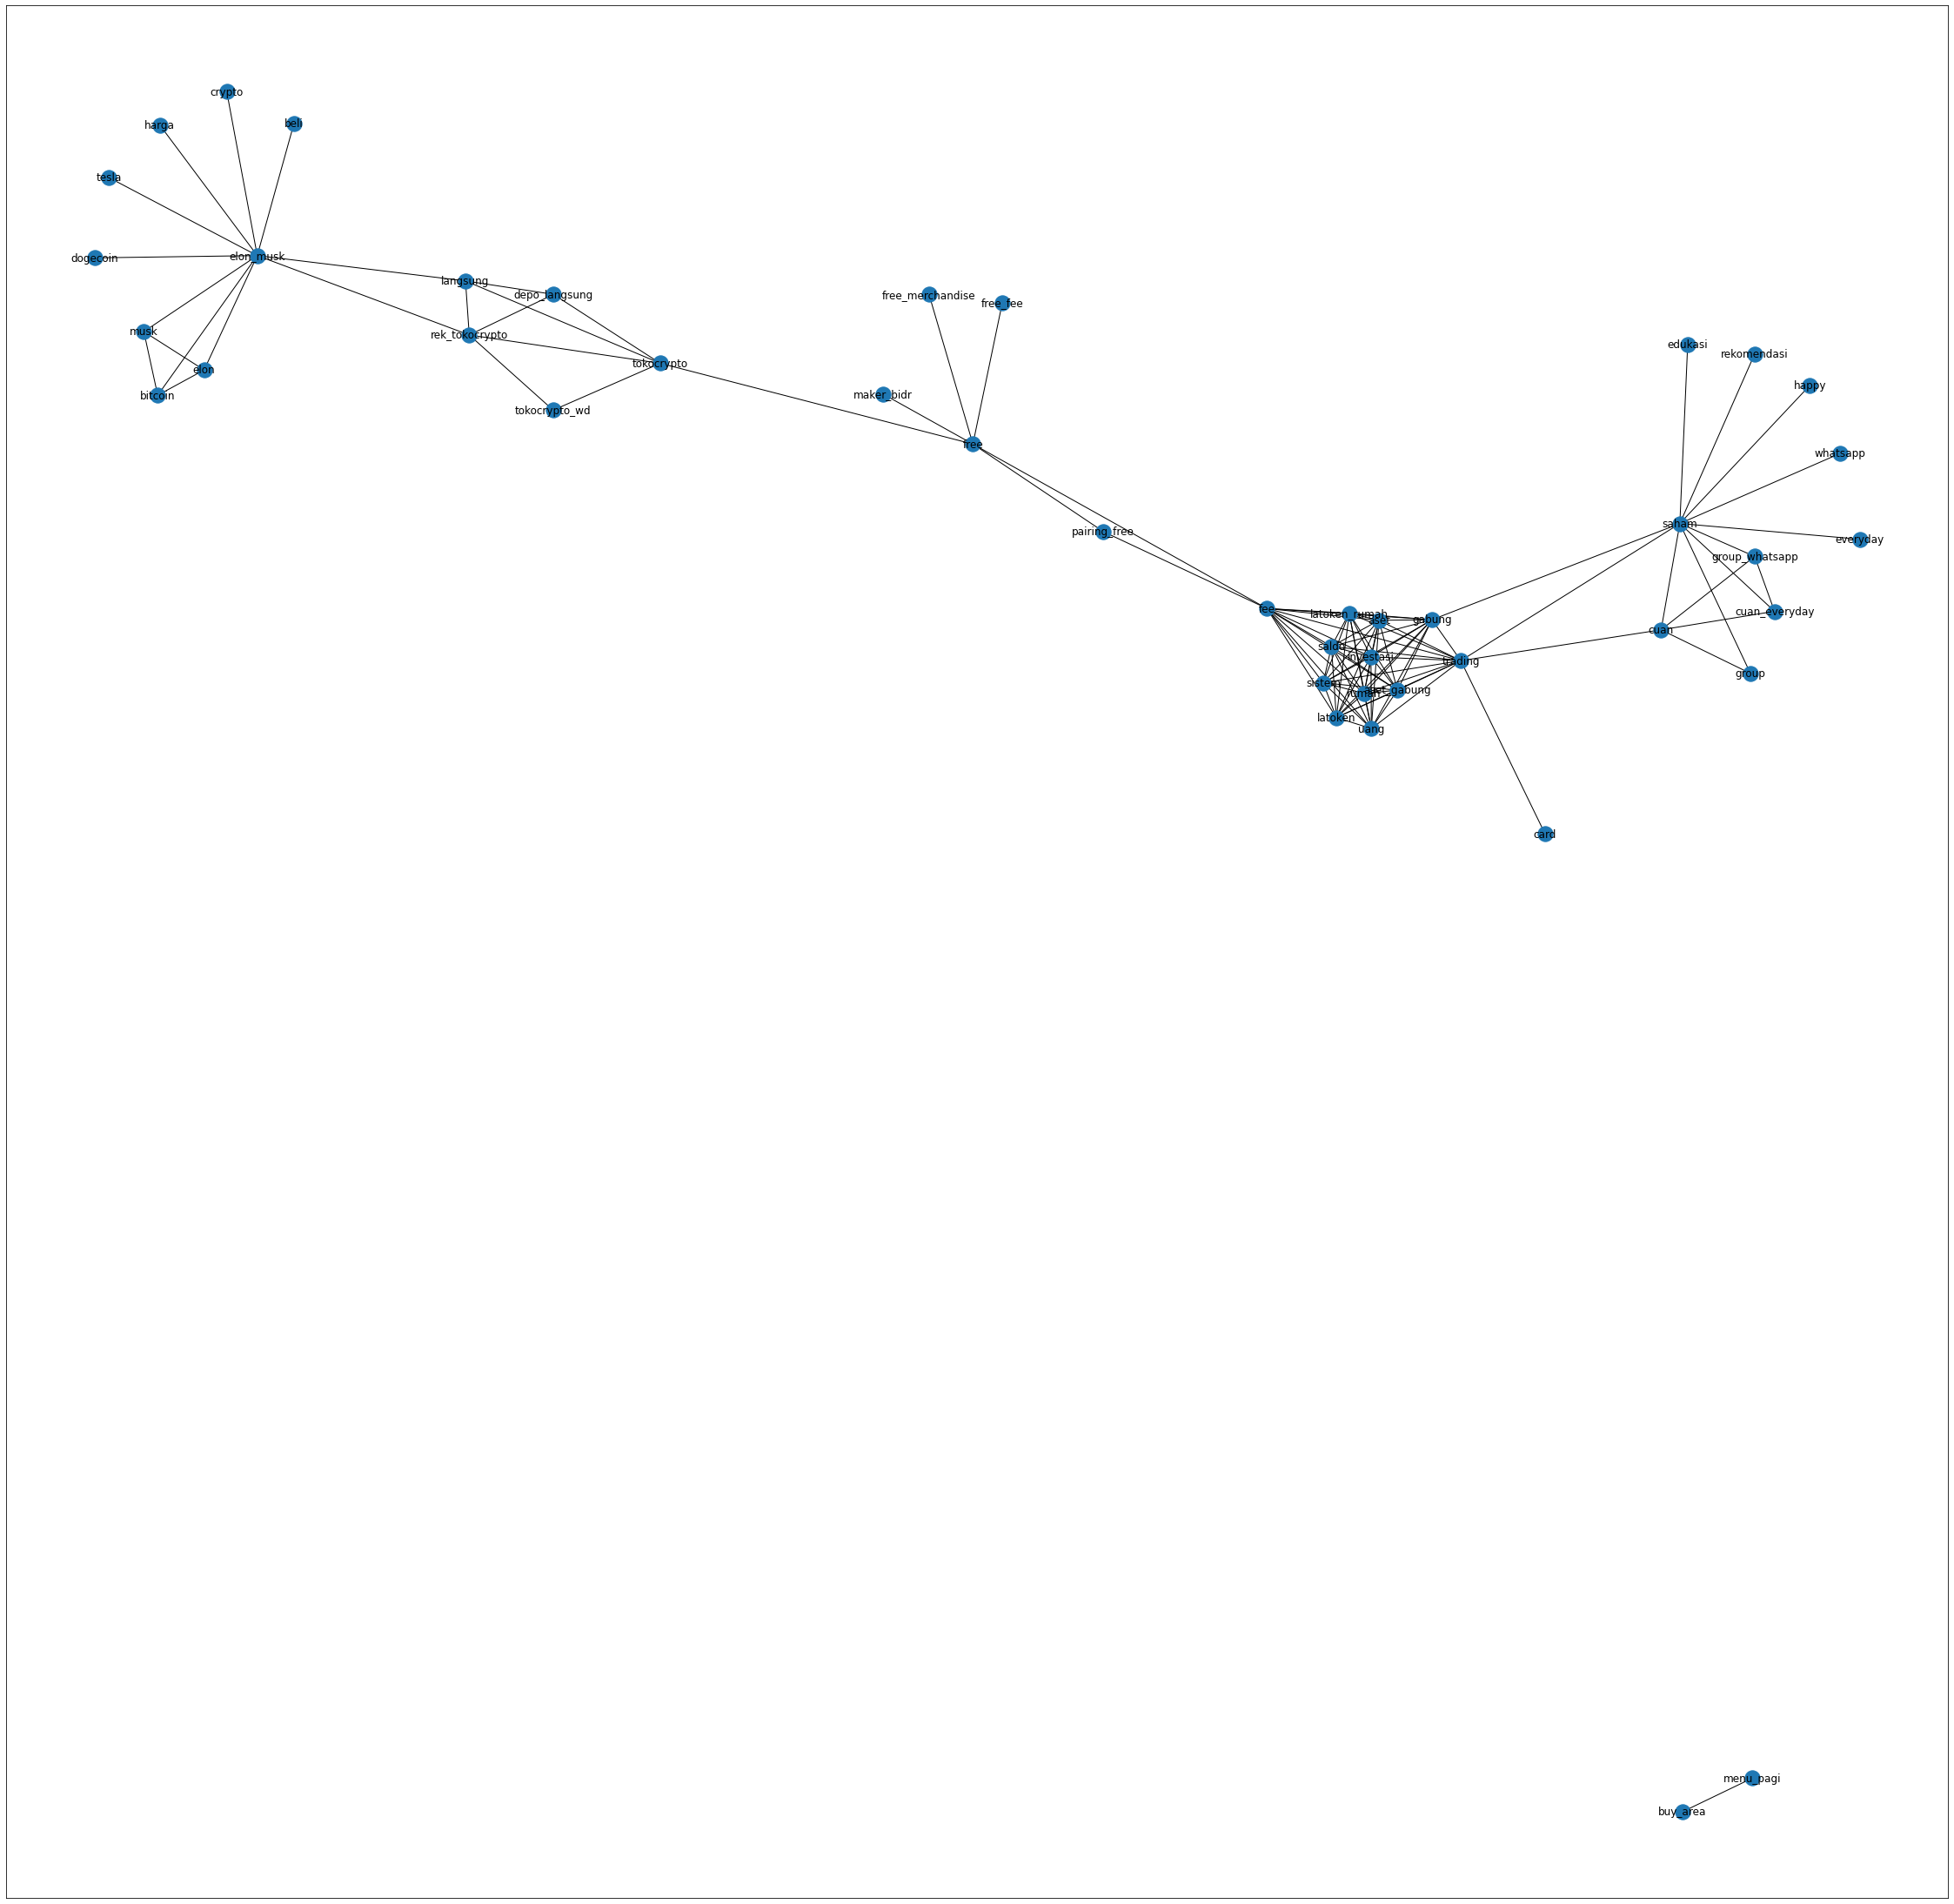 crypto
harga
beli
tesla
dogecoin
elon_musk
langsung
depo_langsung
free_merchandise
free_fee
musk
rek_tokocrypto
elon
tokocrypto
bitcoin
tokocrypto_wd
maker_bidr
free
edukasi
rekomendasi
happy
whatsapp
pairing_free
saham
everyday
group_whatsapp
fee
latoken_rumah
aset
gabung
cuan_everyday
cuan
saldo
investasi
trading
group
sistem
rumah
aset_gabung
latoken
uang
card
menu_pagi
buy_area